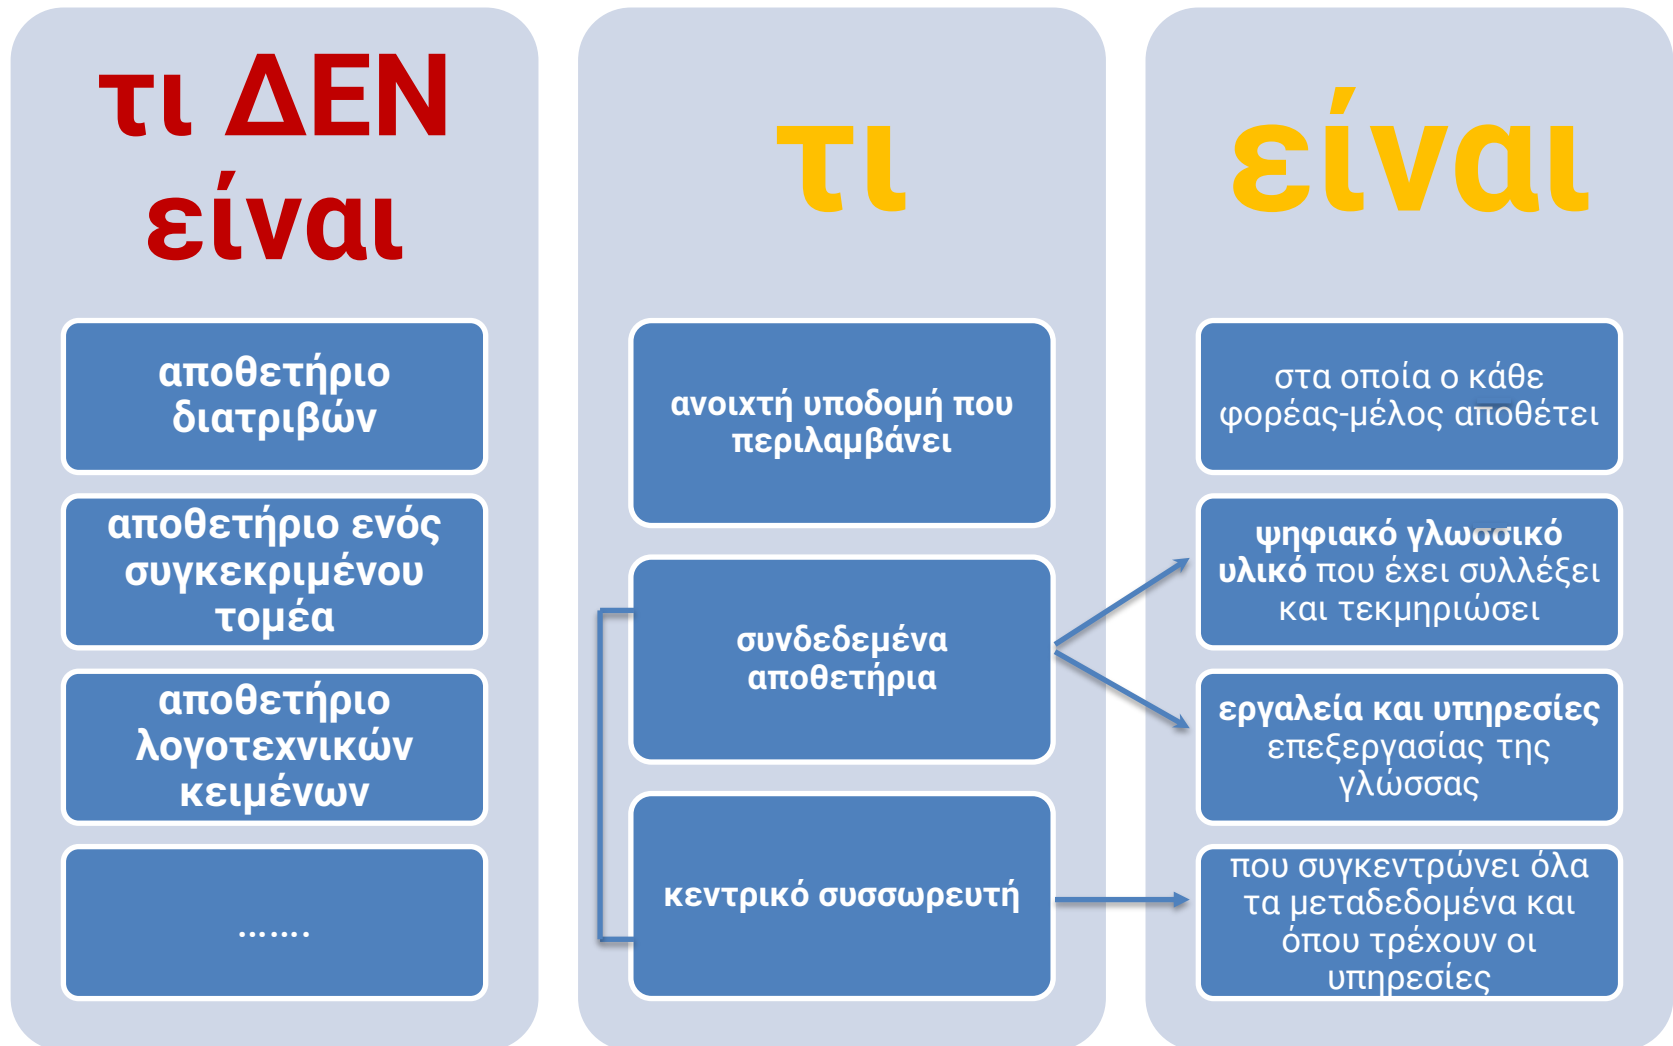 τι ΔΕΝ
είναι
αποθετήριο
διατριβών
αποθετήριο ενός
συγκεκριμένου
τομέα
αποθετήριο
λογοτεχνικών
κειμένων
.......
τι
ανοιχτή υποδομή που
περιλαμβάνει
συνδεδεμένα
αποθετήρια
κεντρικό συσσωρευτή
είναι
στα οποία ο κάθε
φορέας-μέλος αποθέτει
ψηφιακό γλωσσικό
υλικό που έχει συλλέξει
και τεκμηριώσει
εργαλεία και υπηρεσίες
επεξεργασίας της
γλώσσας
που συγκεντρώνει όλα
τα μεταδεδομένα και
όπου τρέχουν οι
υπηρεσίες